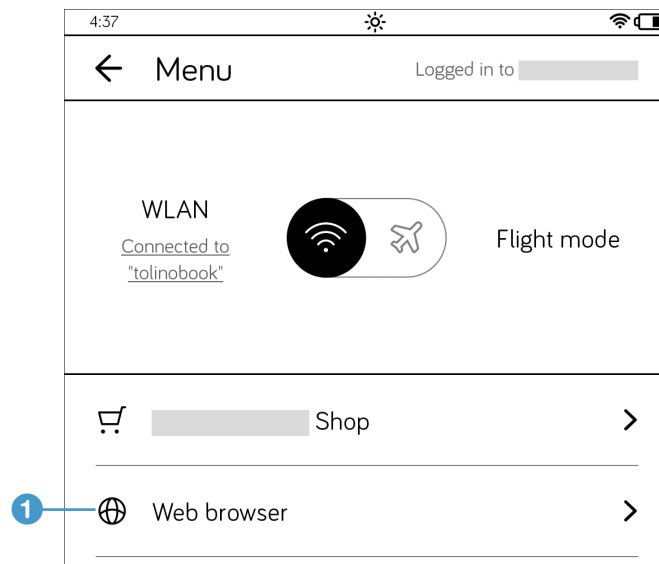 4:37
Menu
Logged in to
WLAN
Connected to
"tolinobook"
Flight mode
Shop
1
Web browser